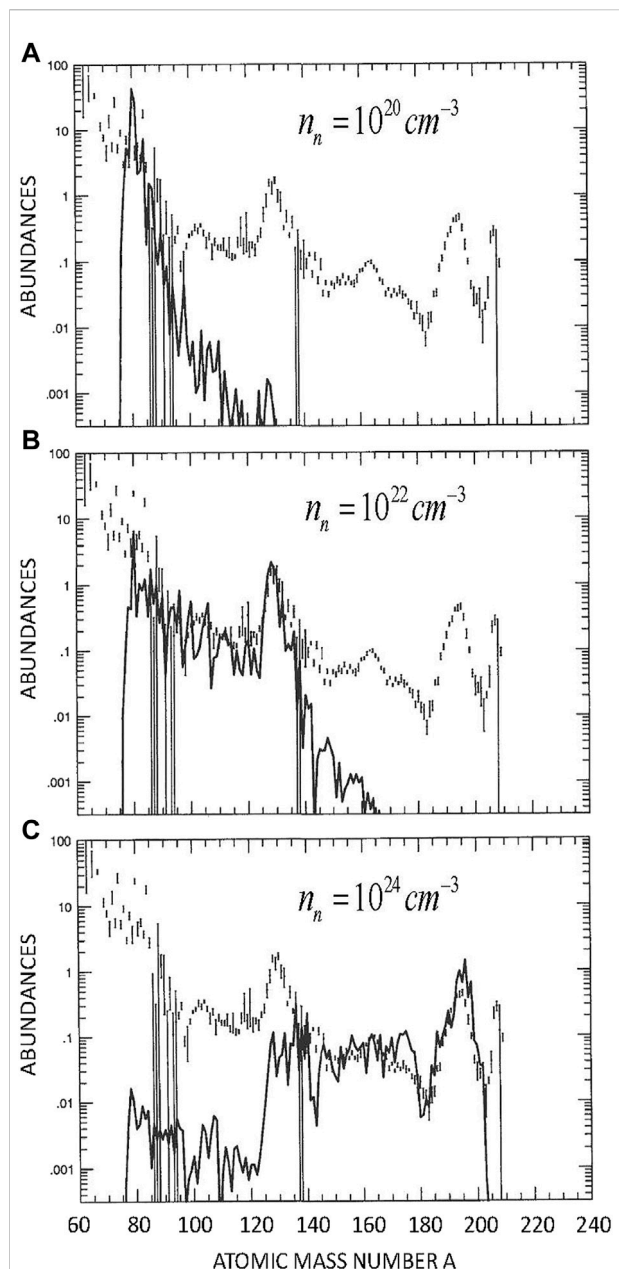 A
100
10
1
.1
.01
.001
ABUNDANCES
n_n = 10^20 cm^-3
B
100
10
1
.1
.01
.001
ABUNDANCES
n_n = 10^22 cm^-3
C
100
10
1
.1
.01
.001
ABUNDANCES
n_n = 10^24 cm^-3
60 80 100 120 140 160 180 200 220 240
ATOMIC MASS NUMBER A